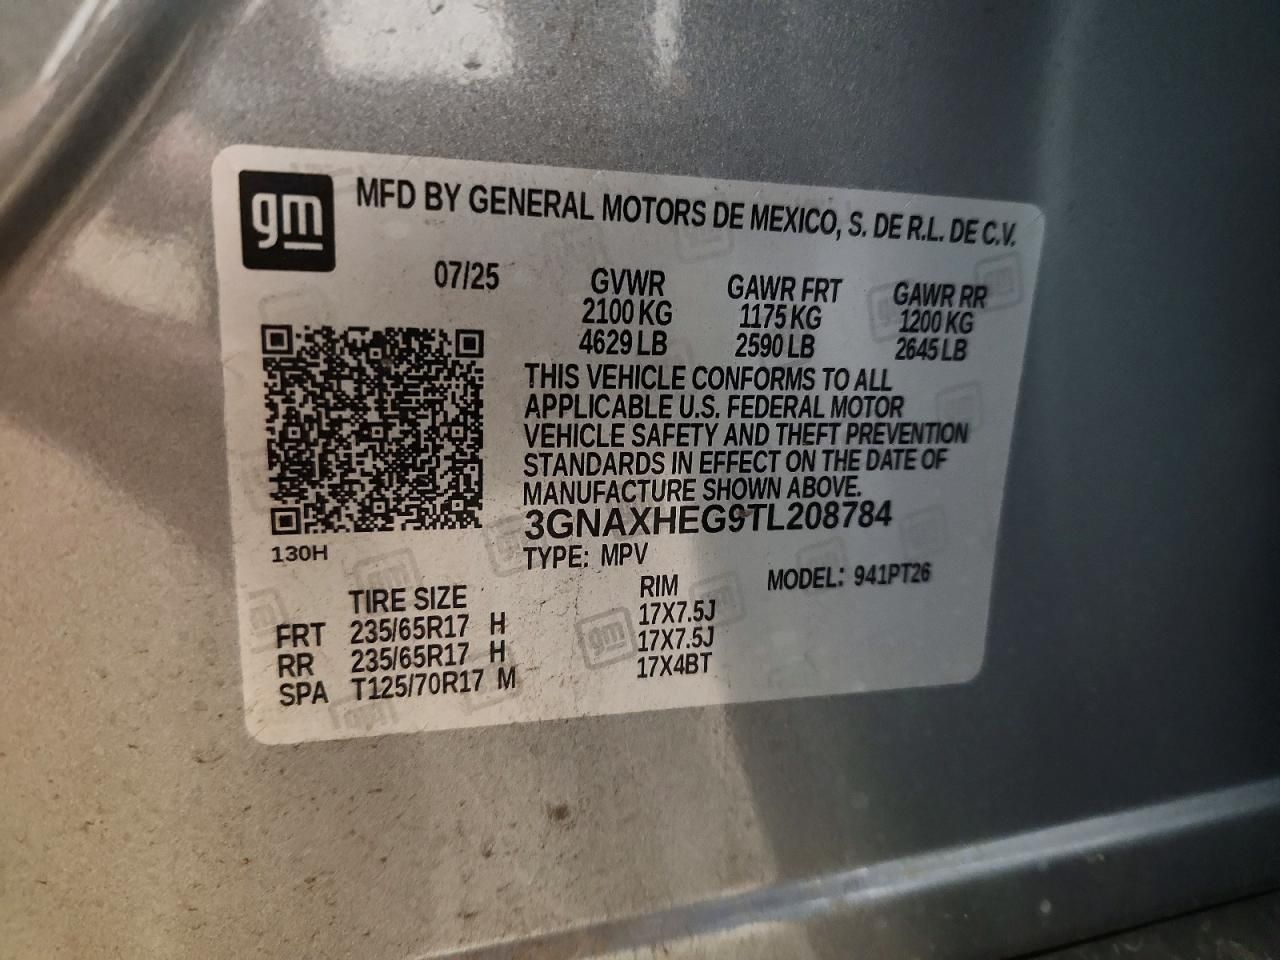 gm
MFD BY GENERAL MOTORS DE MEXICO, S. DE R.L. DE C.V.
07/25 GVWR GAWR FRT GAWR RR
2100 KG 1175 KG 1200 KG
4629 LB 2590 LB 2645 LB
THIS VEHICLE CONFORMS TO ALL
APPLICABLE U.S. FEDERAL MOTOR
VEHICLE SAFETY AND THEFT PREVENTION
STANDARDS IN EFFECT ON THE DATE OF
MANUFACTURE SHOWN ABOVE.
3GNAXHEG9TL208784
130H
TYPE: MPV
MODEL: 941PT26
TIRE SIZE RIM
FRT 235/65R17 H 17X7.5J
RR 235/65R17 H 17X7.5J
SPA T125/70R17 M 17X4BT